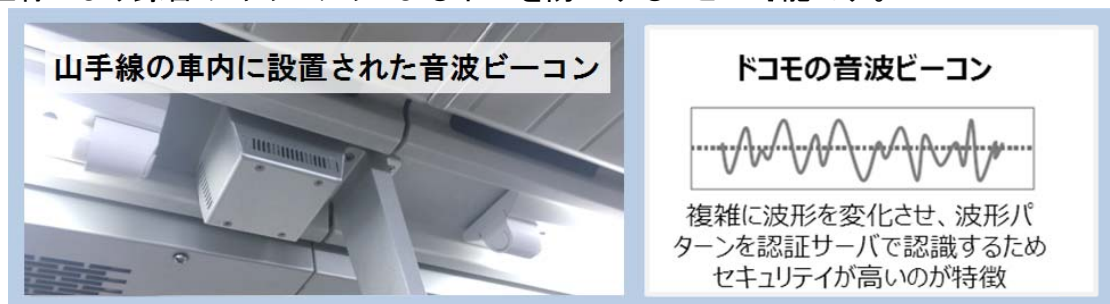 山手線の車内に設置された音波ビーコン
ドコモの音波ビーコン
複雑に波形を変化させ、波形パ
ターンを認証サーバで認識するため
セキュリテイが高いのが特徴